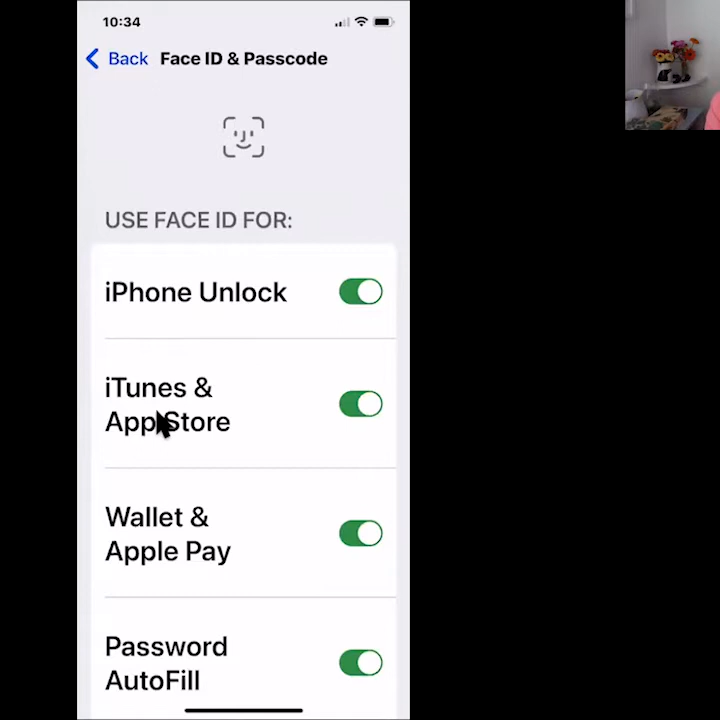 10:34
Back Face ID & Passcode
USE FACE ID FOR:
iPhone Unlock
iTunes &
App Store
Wallet &
Apple Pay
Password
AutoFill